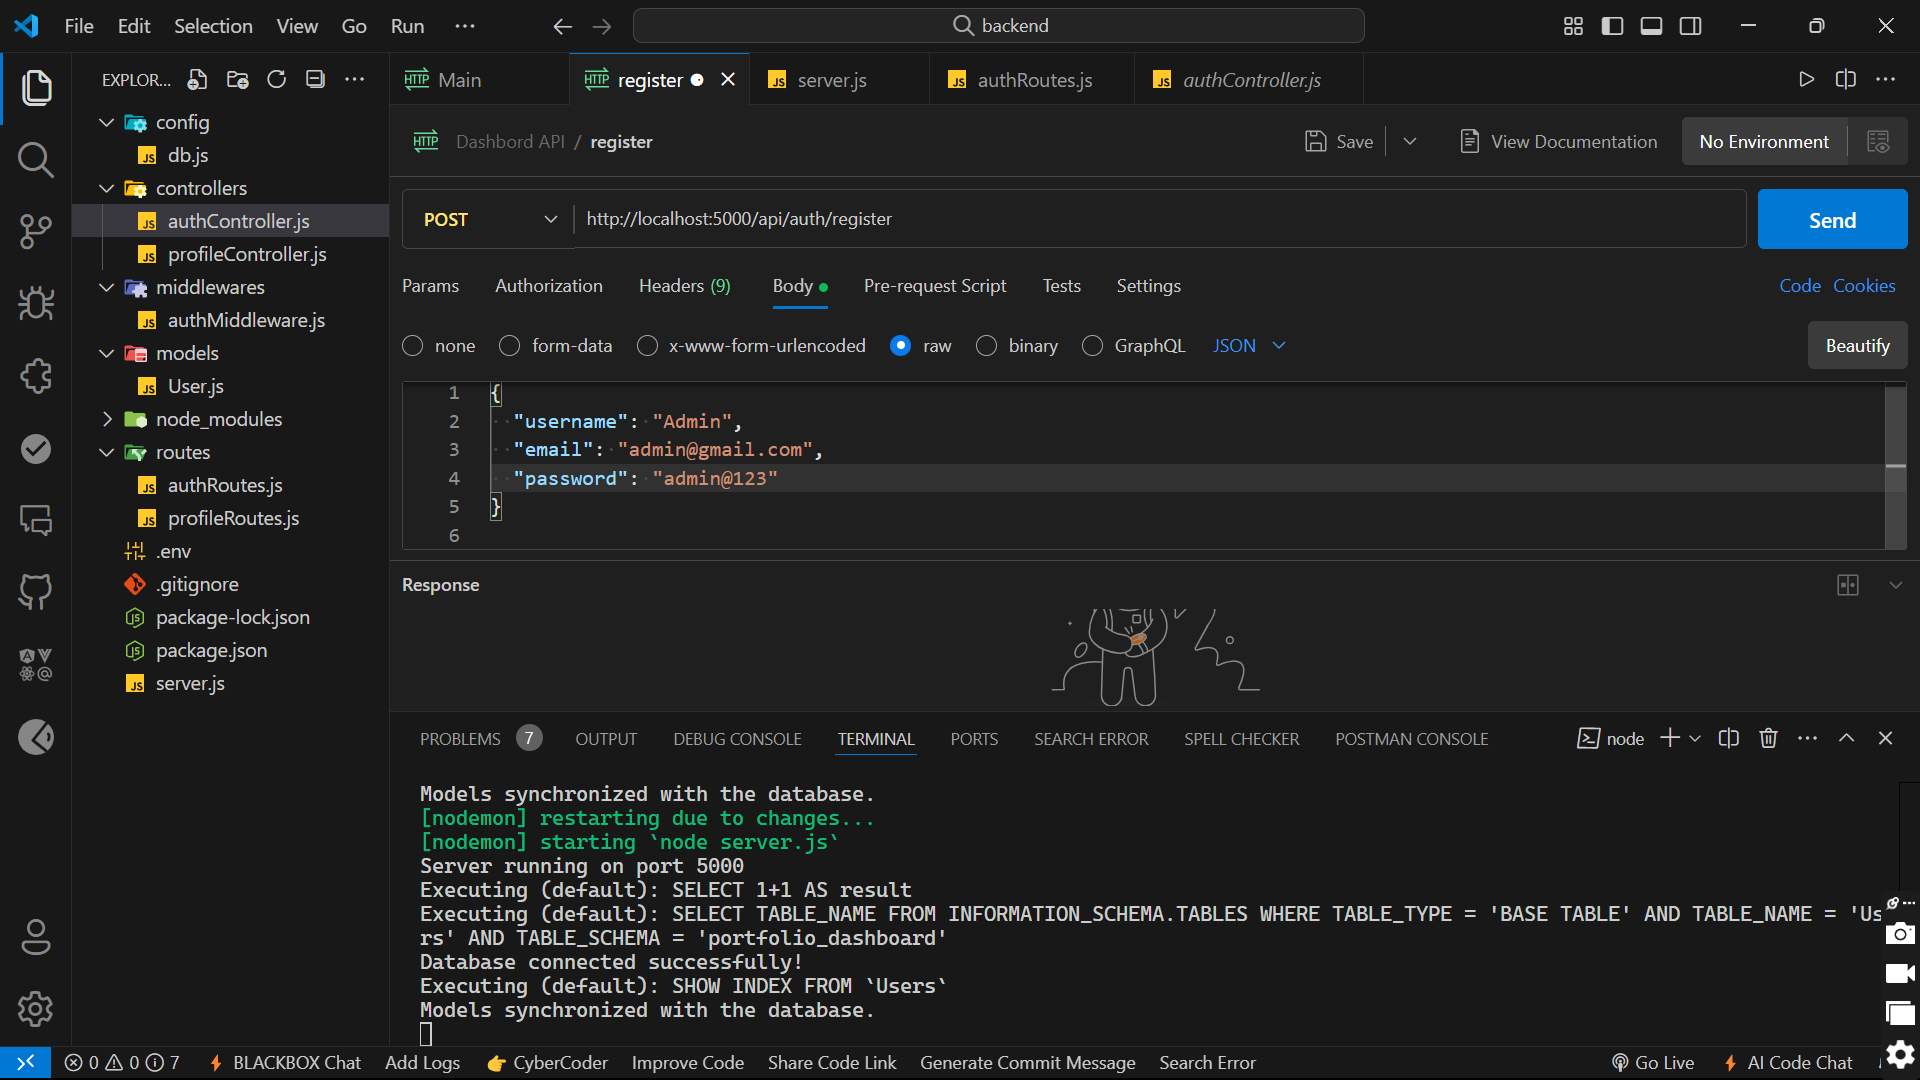 File Edit Selection View Go Run ... backend
EXPLOR...
config
db.js
controllers
authController.js
profileController.js
middlewares
authMiddleware.js
models
User.js
node_modules
routes
authRoutes.js
profileRoutes.js
.env
.gitignore
package-lock.json
package.json
server.js
Main register server.js authRoutes.js authController.js
HTTP Dashbord API / register Save View Documentation No Environment
POST http://localhost:5000/api/auth/register Send
Params Authorization Headers (9) Body Pre-request Script Tests Settings Code Cookies
none form-data x-www-form-urlencoded raw binary GraphQL JSON Beautify
1 {
2 "username": "Admin",
3 "email": "admin@gmail.com",
4 "password": "admin@123"
5 }
6
Response
PROBLEMS 7 OUTPUT DEBUG CONSOLE TERMINAL PORTS SEARCH ERROR SPELL CHECKER POSTMAN CONSOLE node
Models synchronized with the database.
[nodemon] restarting due to changes...
[nodemon] starting `node server.js`
Server running on port 5000
Executing (default): SELECT 1+1 AS result
Executing (default): SELECT TABLE_NAME FROM INFORMATION_SCHEMA.TABLES WHERE TABLE_TYPE = 'BASE TABLE' AND TABLE_NAME = 'Us
rs' AND TABLE_SCHEMA = 'portfolio_dashboard'
Database connected successfully!
Executing (default): SHOW INDEX FROM `Users`
Models synchronized with the database.
0 0 7 BLACKBOX Chat Add Logs CyberCoder Improve Code Share Code Link Generate Commit Message Search Error Go Live AI Code Chat